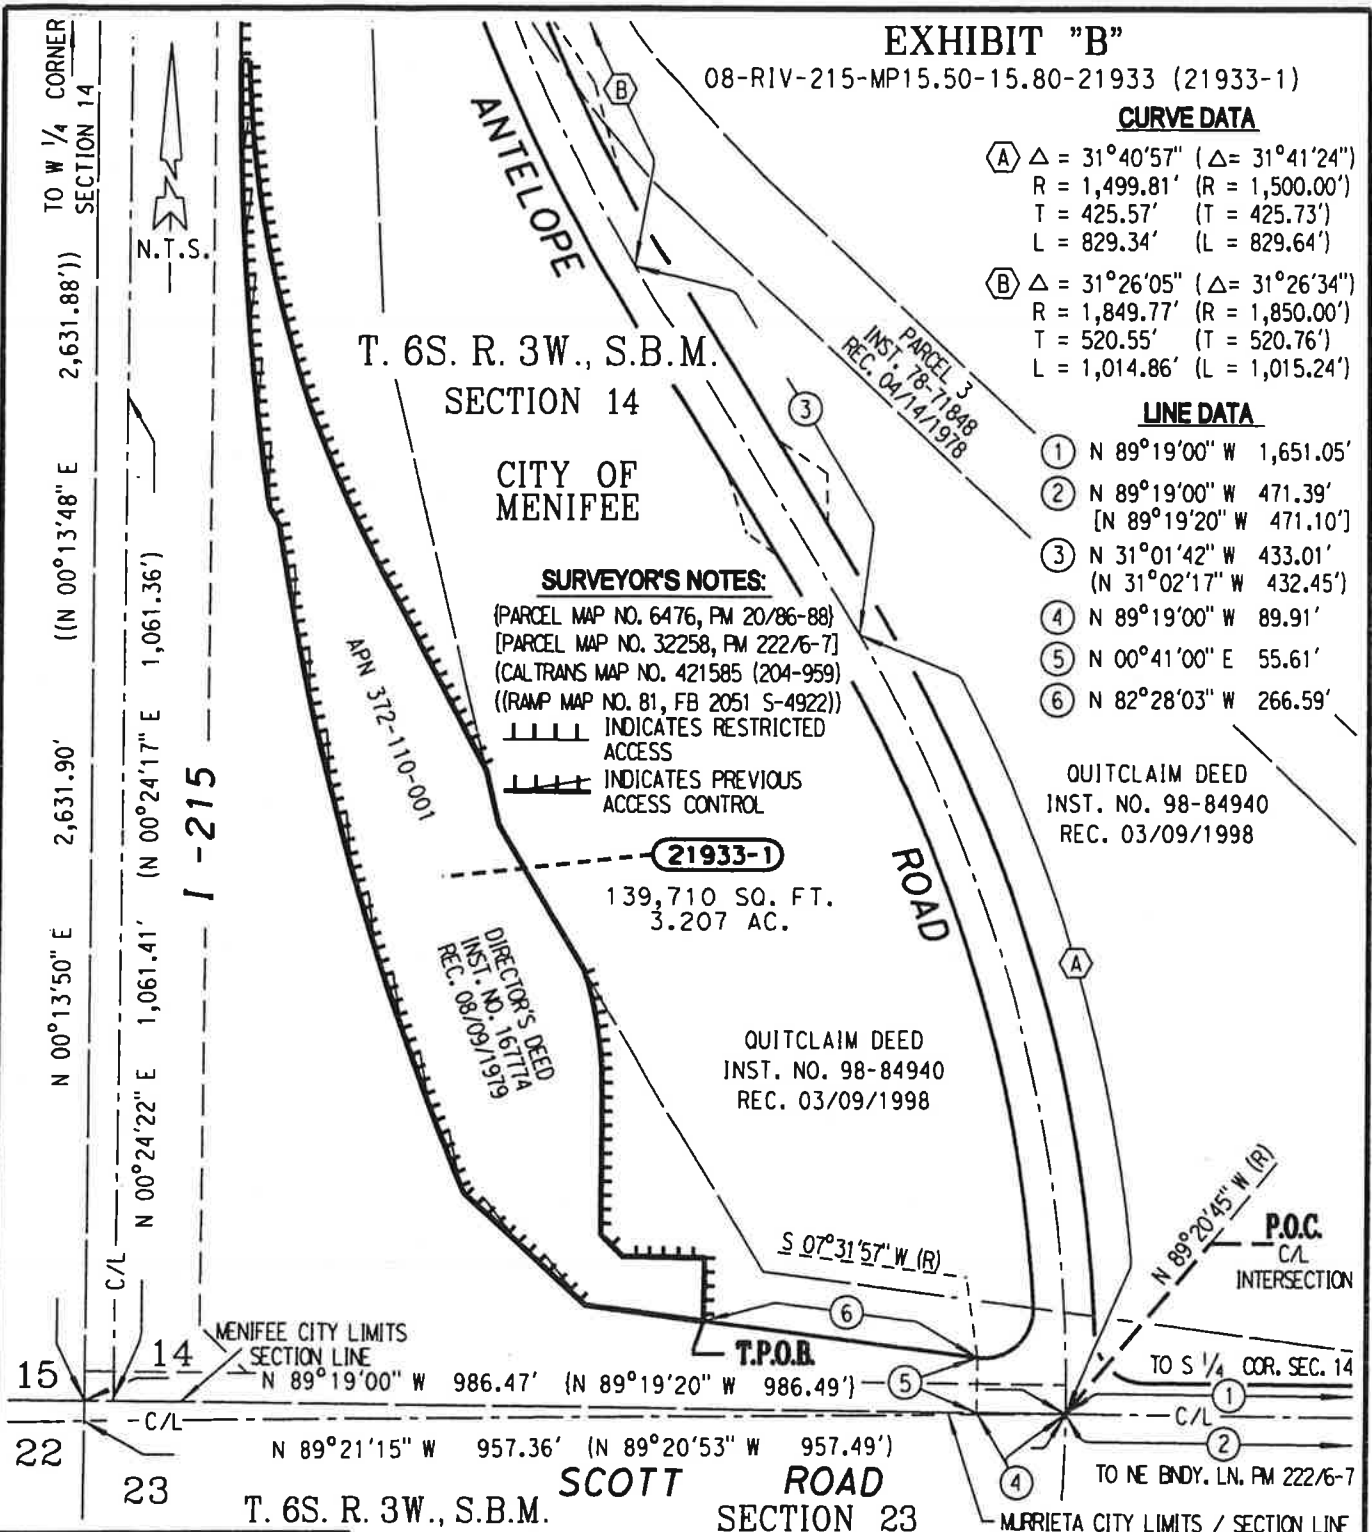 EXHIBIT "B"
08-RIV-215-MP15.50-15.80-21933 (21933-1)
CURVE DATA
A Δ = 31°40'57" (Δ= 31°41'24")
R = 1,499.81' (R = 1,500.00')
T = 425.57' (T = 425.73')
L = 829.34' (L = 829.64')
B Δ = 31°26'05" (Δ= 31°26'34")
R = 1,849.77' (R = 1,850.00')
T = 520.55' (T = 520.76')
L = 1,014.86' (L = 1,015.24')
LINE DATA
1 N 89°19'00" W 1,651.05'
2 N 89°19'00" W 471.39'
[N 89°19'20" W 471.10']
3 N 31°01'42" W 433.01'
(N 31°02'17" W 432.45')
4 N 89°19'00" W 89.91'
5 N 00°41'00" E 55.61'
6 N 82°28'03" W 266.59'
TO W 1/4 CORNER
SECTION 14
N.T.S.
((N 00°13'48" E 2,631.88'))
N 00°13'50" E 2,631.90'
N 00°24'22" E 1,061.41' (N 00°24'17" E 1,061.36')
I-215
ANTELOPE
B
PARCEL 3
INST. 78-71848
REC. 04/14/1978
T. 6S. R. 3W., S.B.M.
SECTION 14
3
CITY OF
MENIFEE
SURVEYOR'S NOTES:
{PARCEL MAP NO. 6476, PM 20/86-88}
[PARCEL MAP NO. 32258, PM 222/6-7]
(CALTRANS MAP NO. 421585 (204-959)
((RAMP MAP NO. 81, FB 2051 S-4922))
INDICATES RESTRICTED
ACCESS
INDICATES PREVIOUS
ACCESS CONTROL
APN 372-110-001
QUITCLAIM DEED
INST. NO. 98-84940
REC. 03/09/1998
21933-1
139,710 SQ. FT.
3.207 AC.
ROAD
DIRECTOR'S DEED
INST. NO. 167774
REC. 08/09/1979
A
QUITCLAIM DEED
INST. NO. 98-84940
REC. 03/09/1998
S 07°31'57" W (R)
N 89°20'45" W (R)
P.O.C.
C/L
INTERSECTION
C/L
6
T.P.O.B.
MENIFEE CITY LIMITS
SECTION LINE
15
14
N 89°19'00" W 986.47' (N 89°19'20" W 986.49')
5
TO S 1/4 COR. SEC. 14
1
C/L
C/L
22
23
N 89°21'15" W 957.36' (N 89°20'53" W 957.49')
2
4
TO NE BNDY. LN. PM 222/6-7
SCOTT ROAD
T. 6S. R. 3W., S.B.M.
SECTION 23
MURRIETA CITY LIMITS / SECTION LINE